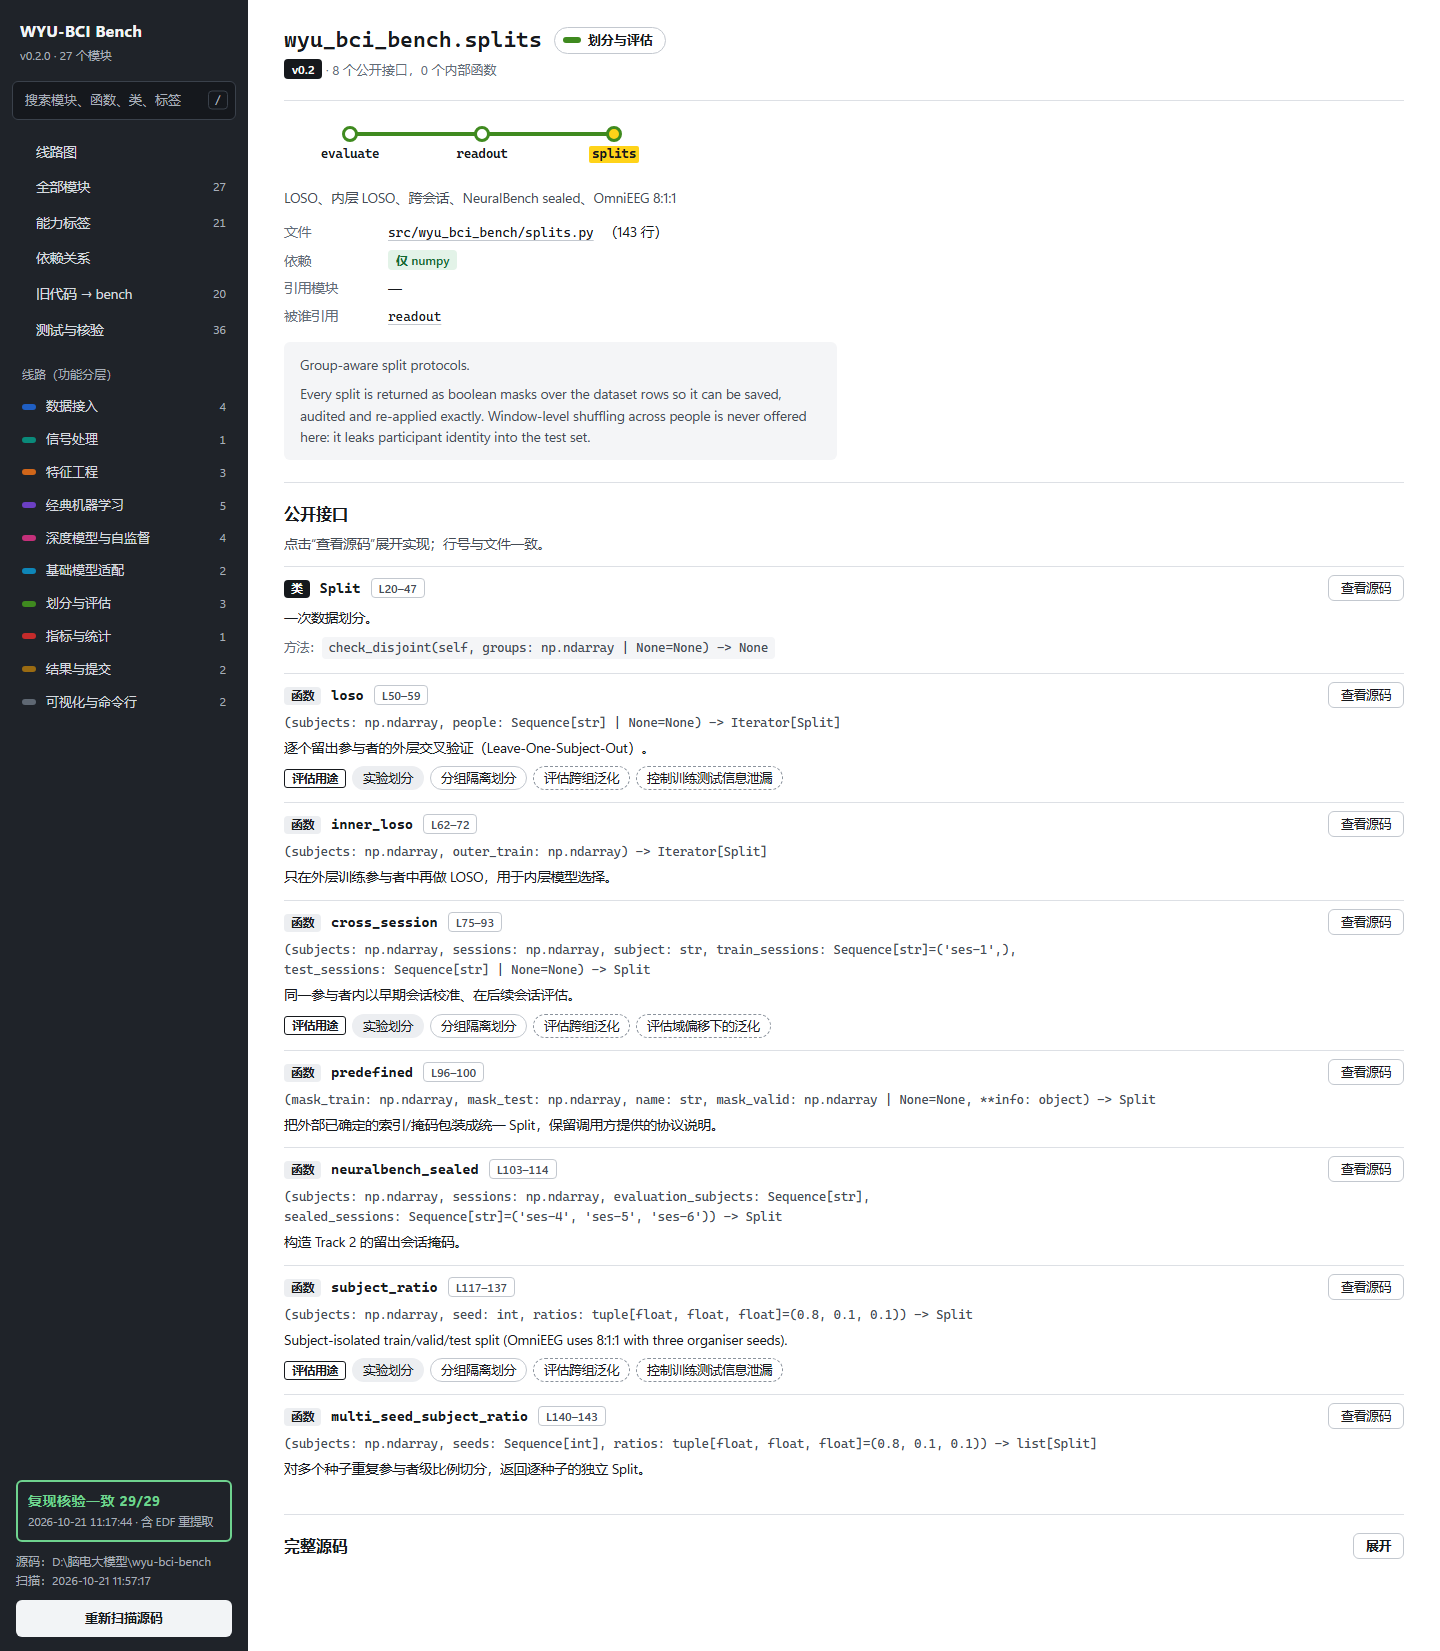 WYU-BCI Bench
v0.2.0 · 27 个模块
搜索模块、函数、类、标签 /
线路图
全部模块 27
能力标签 21
依赖关系
旧代码 → bench 20
测试与核验 36
线路（功能分层）
数据接入 4
信号处理 1
特征工程 3
经典机器学习 5
深度模型与自监督 4
基础模型适配 2
划分与评估 3
指标与统计 1
结果与提交 2
可视化与命令行 2
复现核验一致 29/29
2026-10-21 11:17:44 · 含 EDF 重提取
源码：D:\脑电大模型\wyu-bci-bench
扫描：2026-10-21 11:57:17
重新扫描源码
wyu_bci_bench.splits 划分与评估
v0.2 · 8 个公开接口，0 个内部函数
evaluate readout splits
LOSO、内层 LOSO、跨会话、NeuralBench sealed、OmniEEG 8:1:1
文件 src/wyu_bci_bench/splits.py （143 行）
依赖 仅 numpy
引用模块 —
被谁引用 readout
Group-aware split protocols.
Every split is returned as boolean masks over the dataset rows so it can be saved,
audited and re-applied exactly. Window-level shuffling across people is never offered
here: it leaks participant identity into the test set.
公开接口
点击“查看源码”展开实现；行号与文件一致。
类 Split L20–47 查看源码
一次数据划分。
方法： check_disjoint(self, groups: np.ndarray | None=None) -> None
函数 loso L50–59 查看源码
(subjects: np.ndarray, people: Sequence[str] | None=None) -> Iterator[Split]
逐个留出参与者的外层交叉验证（Leave-One-Subject-Out）。
评估用途 实验划分 分组隔离划分 评估跨组泛化 控制训练测试信息泄漏
函数 inner_loso L62–72 查看源码
(subjects: np.ndarray, outer_train: np.ndarray) -> Iterator[Split]
只在外层训练参与者中再做 LOSO，用于内层模型选择。
函数 cross_session L75–93 查看源码
(subjects: np.ndarray, sessions: np.ndarray, subject: str, train_sessions: Sequence[str]=('ses-1',),
test_sessions: Sequence[str] | None=None) -> Split
同一参与者内以早期会话校准、在后续会话评估。
评估用途 实验划分 分组隔离划分 评估跨组泛化 评估域偏移下的泛化
函数 predefined L96–100 查看源码
(mask_train: np.ndarray, mask_test: np.ndarray, name: str, mask_valid: np.ndarray | None=None, **info: object) -> Split
把外部已确定的索引/掩码包装成统一 Split，保留调用方提供的协议说明。
函数 neuralbench_sealed L103–114 查看源码
(subjects: np.ndarray, sessions: np.ndarray, evaluation_subjects: Sequence[str],
sealed_sessions: Sequence[str]=('ses-4', 'ses-5', 'ses-6')) -> Split
构造 Track 2 的留出会话掩码。
函数 subject_ratio L117–137 查看源码
(subjects: np.ndarray, seed: int, ratios: tuple[float, float, float]=(0.8, 0.1, 0.1)) -> Split
Subject-isolated train/valid/test split (OmniEEG uses 8:1:1 with three organiser seeds).
评估用途 实验划分 分组隔离划分 评估跨组泛化 控制训练测试信息泄漏
函数 multi_seed_subject_ratio L140–143 查看源码
(subjects: np.ndarray, seeds: Sequence[int], ratios: tuple[float, float, float]=(0.8, 0.1, 0.1)) -> list[Split]
对多个种子重复参与者级比例切分，返回逐种子的独立 Split。
完整源码 展开